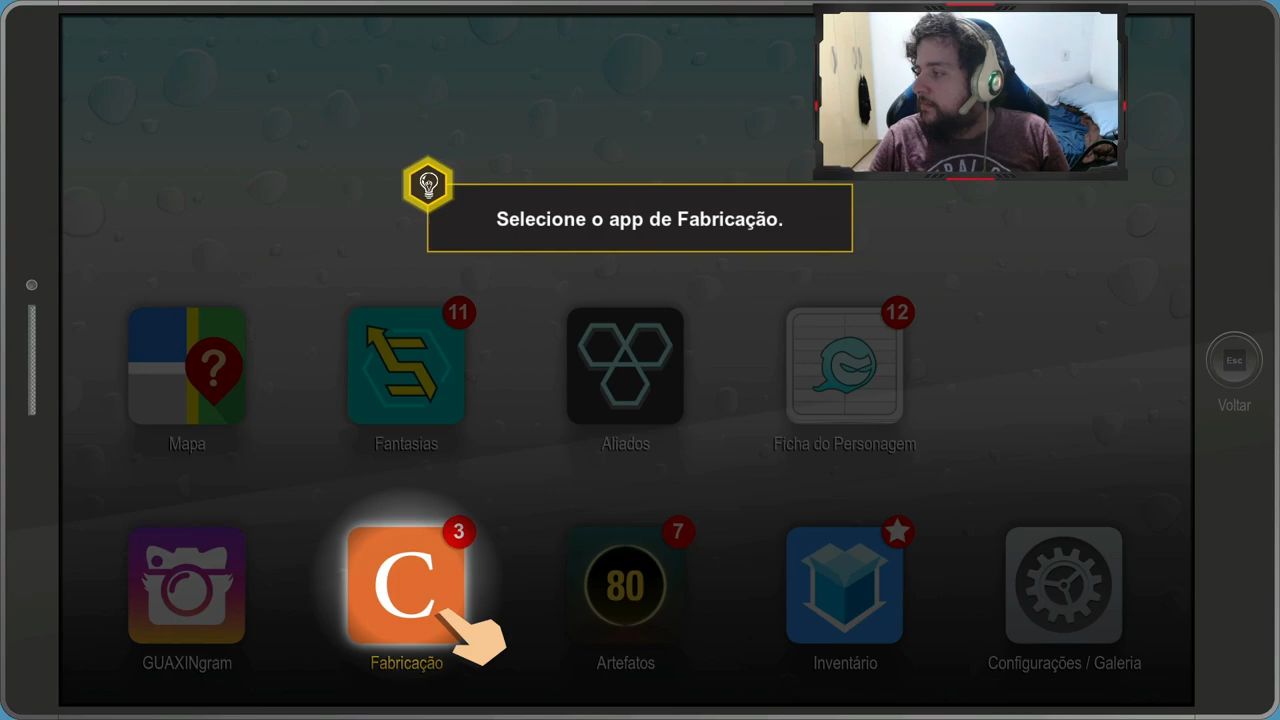 Selecione o app de Fabricação.
11
12
?
Mapa
Fantasias
Aliados
Ficha do Personagem
Esc
Voltar
3
7
C
80
GUAXINgram
Fabricação
Artefatos
Inventário
Configurações / Galeria